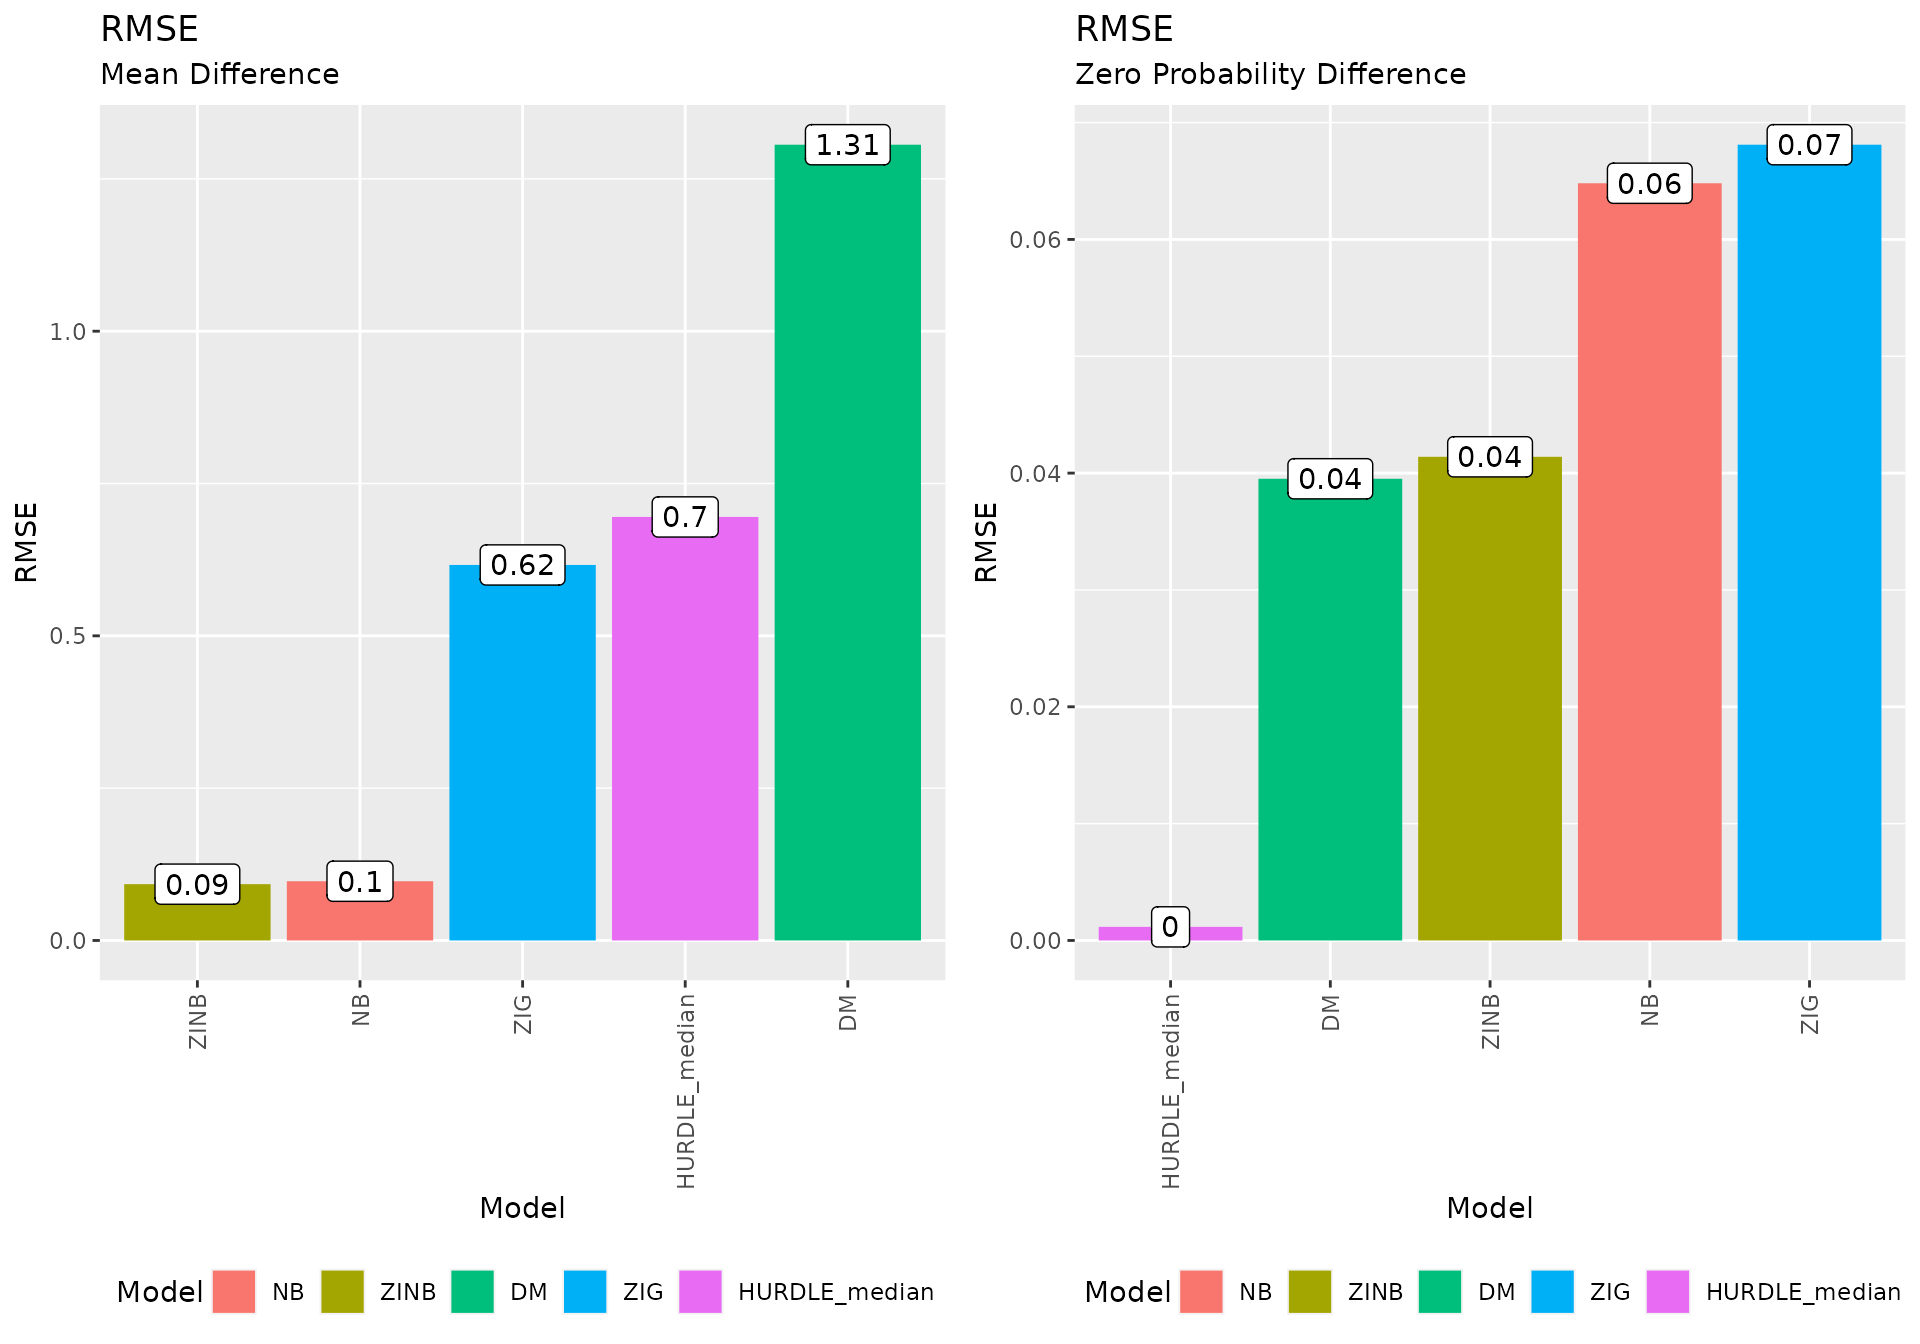 RMSE
Mean Difference
RMSE
1.0
0.5
0.0
0.09
0.1
0.62
0.7
1.31
ZINB
NB
ZIG
HURDLE_median
DM
Model
Model NB ZINB DM ZIG HURDLE_median
RMSE
Zero Probability Difference
RMSE
0.06
0.04
0.02
0.00
0
0.04
0.04
0.06
0.07
HURDLE_median
DM
ZINB
NB
ZIG
Model
Model NB ZINB DM ZIG HURDLE_median